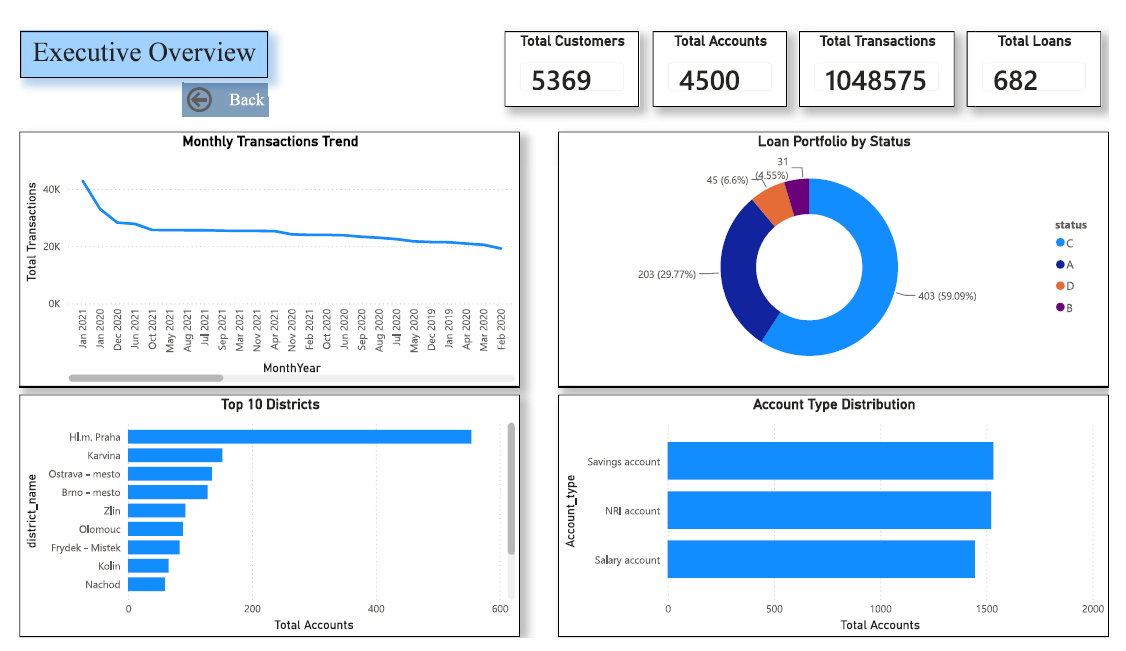 Executive Overview
Back
Total Customers
5369
Total Accounts
4500
Total Transactions
1048575
Total Loans
682
Monthly Transactions Trend
Total Transactions
40K
20K
0K
Jan 2021
Jan 2020
Dec 2020
Jun 2021
Oct 2021
May 2021
Aug 2021
Jul 2021
Sep 2021
Mar 2021
Nov 2021
Apr 2021
Nov 2020
Feb 2021
Oct 2020
Jun 2020
Sep 2020
Aug 2020
Jul 2020
May 2020
Dec 2019
Jan 2019
Apr 2020
Mar 2020
Feb 2020
MonthYear
Loan Portfolio by Status
31
(4.55%)
45 (6.6%)
203 (29.77%)
403 (59.09%)
status
C
A
D
B
Top 10 Districts
district_name
Hl.m. Praha
Karvina
Ostrava - mesto
Brno - mesto
Zlin
Olomouc
Frydek - Mistek
Kolin
Nachod
0
200
400
600
Total Accounts
Account Type Distribution
Account_type
Savings account
NRI account
Salary account
0
500
1000
1500
2000
Total Accounts